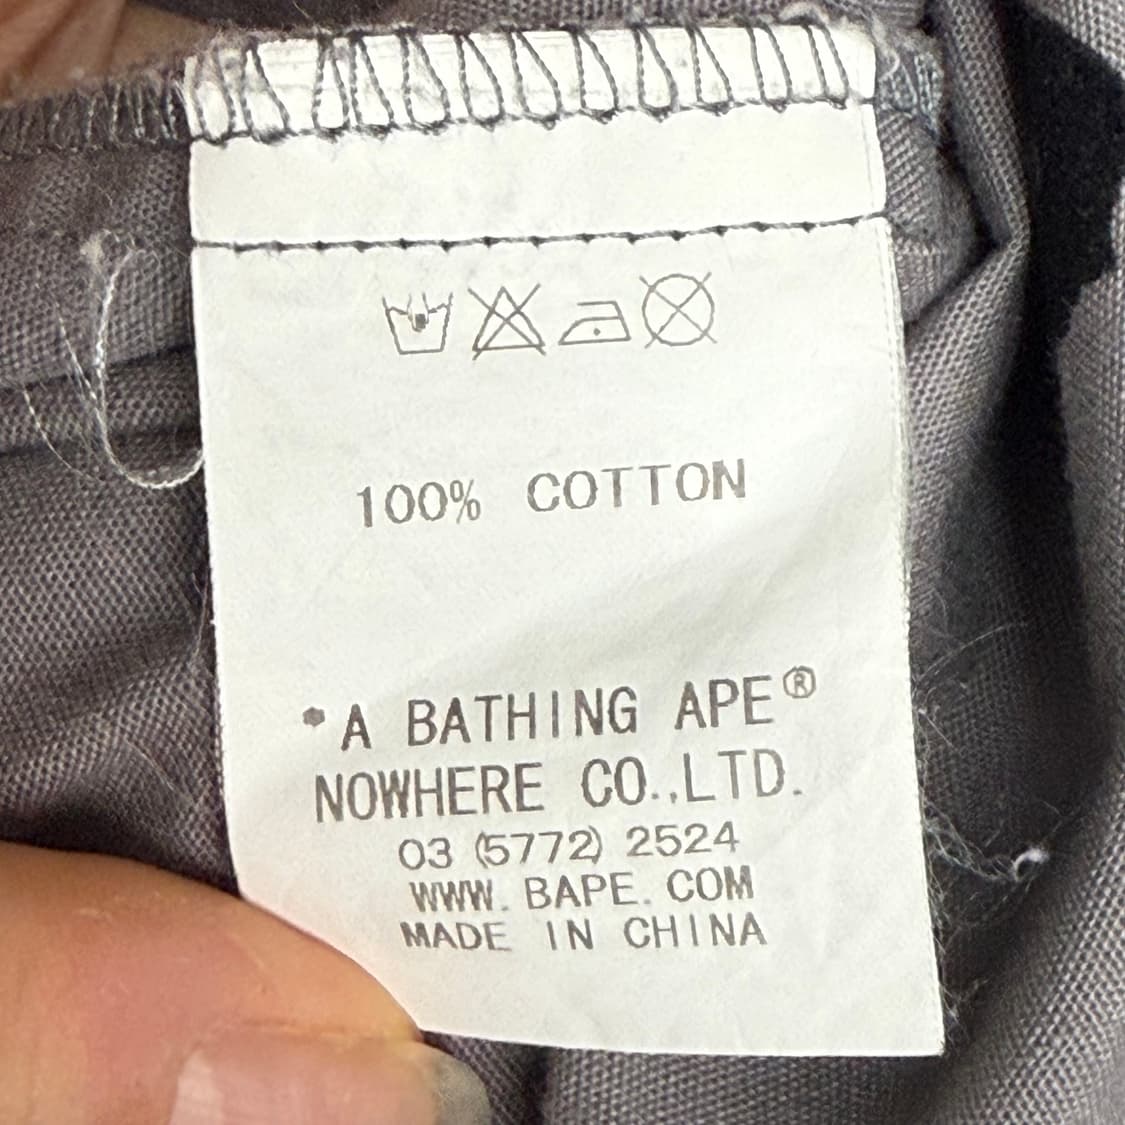 100% COTTON
*A BATHING APE®
NOWHERE CO.,LTD.
03 (5772) 2524
WWW. BAPE. COM
MADE IN CHINA